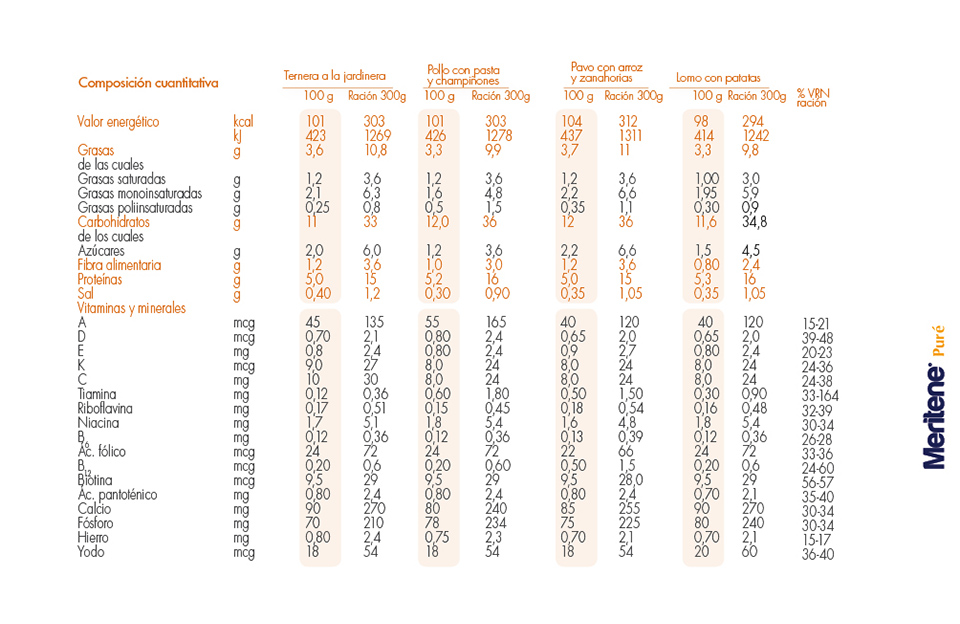 Composición cuantitativa
Ternera a la jardinera
Pollo con pasta
y champiñones
Pavo con arroz
y zanahorias
Lomo con patatas
% VRN
ración
100 g Ración 300g 100 g Ración 300g 100 g Ración 300g 100 g Ración 300g
Valor energético kcal 101 303 101 303 104 312 98 294
kJ 423 1269 426 1278 437 1311 414 1242
Grasas g 3,6 10,8 3,3 9,9 3,7 11 3,3 9,8
de las cuales
Grasas saturadas g 1,2 3,6 1,2 3,6 1,2 3,6 1,00 3,0
Grasas monoinsaturadas g 2,1 6,3 1,6 4,8 2,2 6,6 1,95 5,9
Grasas poliinsaturadas g 0,25 0,8 0,5 1,5 0,35 1,1 0,30 0,9
Carbohidratos g 11 33 12,0 36 12 36 11,6 34,8
de los cuales
Azúcares g 2,0 6,0 1,2 3,6 2,2 6,6 1,5 4,5
Fibra alimentaria g 1,2 3,6 1,0 3,0 1,2 3,6 0,80 2,4
Proteínas g 5,0 15 5,2 16 5,0 15 5,3 16
Sal g 0,40 1,2 0,30 0,90 0,35 1,05 0,35 1,05
Vitaminas y minerales
A mcg 45 135 55 165 40 120 40 120 15-21
D mcg 0,70 2,1 0,80 2,4 0,65 2,0 0,65 2,0 39-48
E mg 0,8 2,4 0,80 2,4 0,9 2,7 0,80 2,4 20-23
K mcg 9,0 27 8,0 24 8,0 24 8,0 24 24-36
C mg 10 30 8,0 24 8,0 24 8,0 24 24-38
Tiamina mg 0,12 0,36 0,60 1,80 0,50 1,50 0,30 0,90 33-164
Riboflavina mg 0,17 0,51 0,15 0,45 0,18 0,54 0,16 0,48 32-39
Niacina mg 1,7 5,1 1,8 5,4 1,6 4,8 1,8 5,4 30-34
B6 mg 0,12 0,36 0,12 0,36 0,13 0,39 0,12 0,36 26-28
Ác. fólico mcg 24 72 24 72 22 66 24 72 33-36
B12 mcg 0,20 0,6 0,20 0,60 0,50 1,5 0,20 0,6 24-60
Biotina mcg 9,5 29 9,5 29 9,5 28,0 9,5 29 56-57
Ác. pantoténico mg 0,80 2,4 0,80 2,4 0,80 2,4 0,70 2,1 35-40
Calcio mg 90 270 80 240 85 255 90 270 30-34
Fósforo mg 70 210 78 234 75 225 80 240 30-34
Hierro mg 0,80 2,4 0,75 2,3 0,70 2,1 0,70 2,1 15-17
Yodo mcg 18 54 18 54 18 54 20 60 36-40
Meritene® Puré